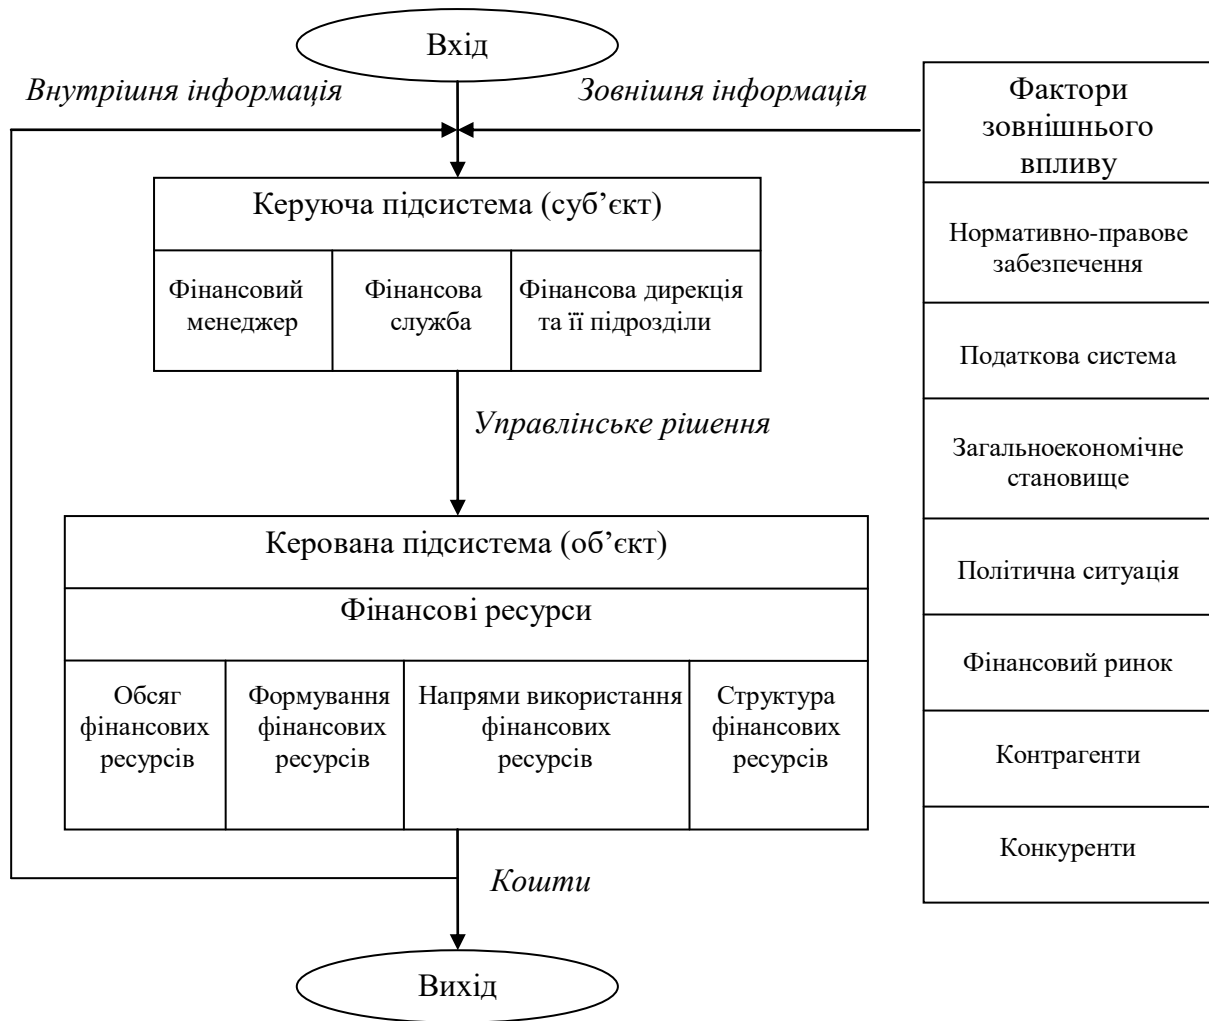 Вхід
Внутрішня інформація
Зовнішня інформація
Фактори
зовнішнього
впливу
Керуюча підсистема (суб’єкт)
Фінансовий
менеджер
Фінансова
служба
Фінансова дирекція
та її підрозділи
Нормативно-правове
забезпечення
Податкова система
Управлінське рішення
Загальноекономічне
становище
Керована підсистема (об’єкт)
Політична ситуація
Фінансові ресурси
Фінансовий ринок
Обсяг
фінансових
ресурсів
Формування
фінансових
ресурсів
Напрями використання
фінансових
ресурсів
Структура
фінансових
ресурсів
Контрагенти
Конкуренти
Кошти
Вихід